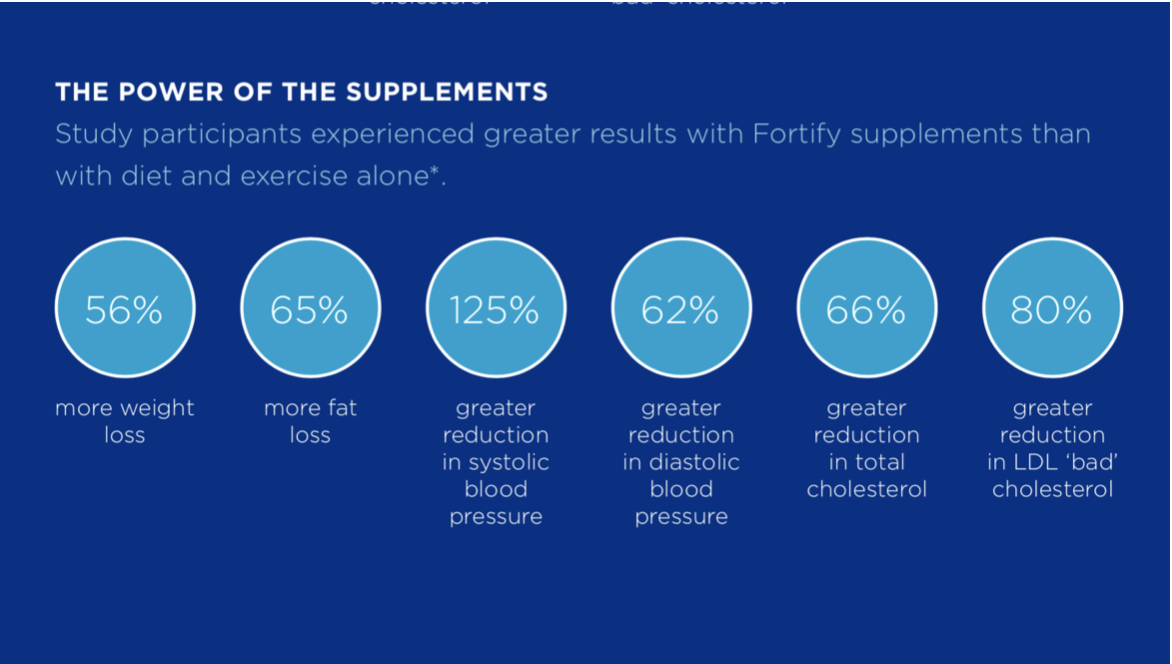 THE POWER OF THE SUPPLEMENTS
Study participants experienced greater results with Fortify supplements than
with diet and exercise alone*.
56%
more weight
loss
65%
more fat
loss
125%
greater
reduction
in systolic
blood
pressure
62%
greater
reduction
in diastolic
blood
pressure
66%
greater
reduction
in total
cholesterol
80%
greater
reduction
in LDL ‘bad’
cholesterol